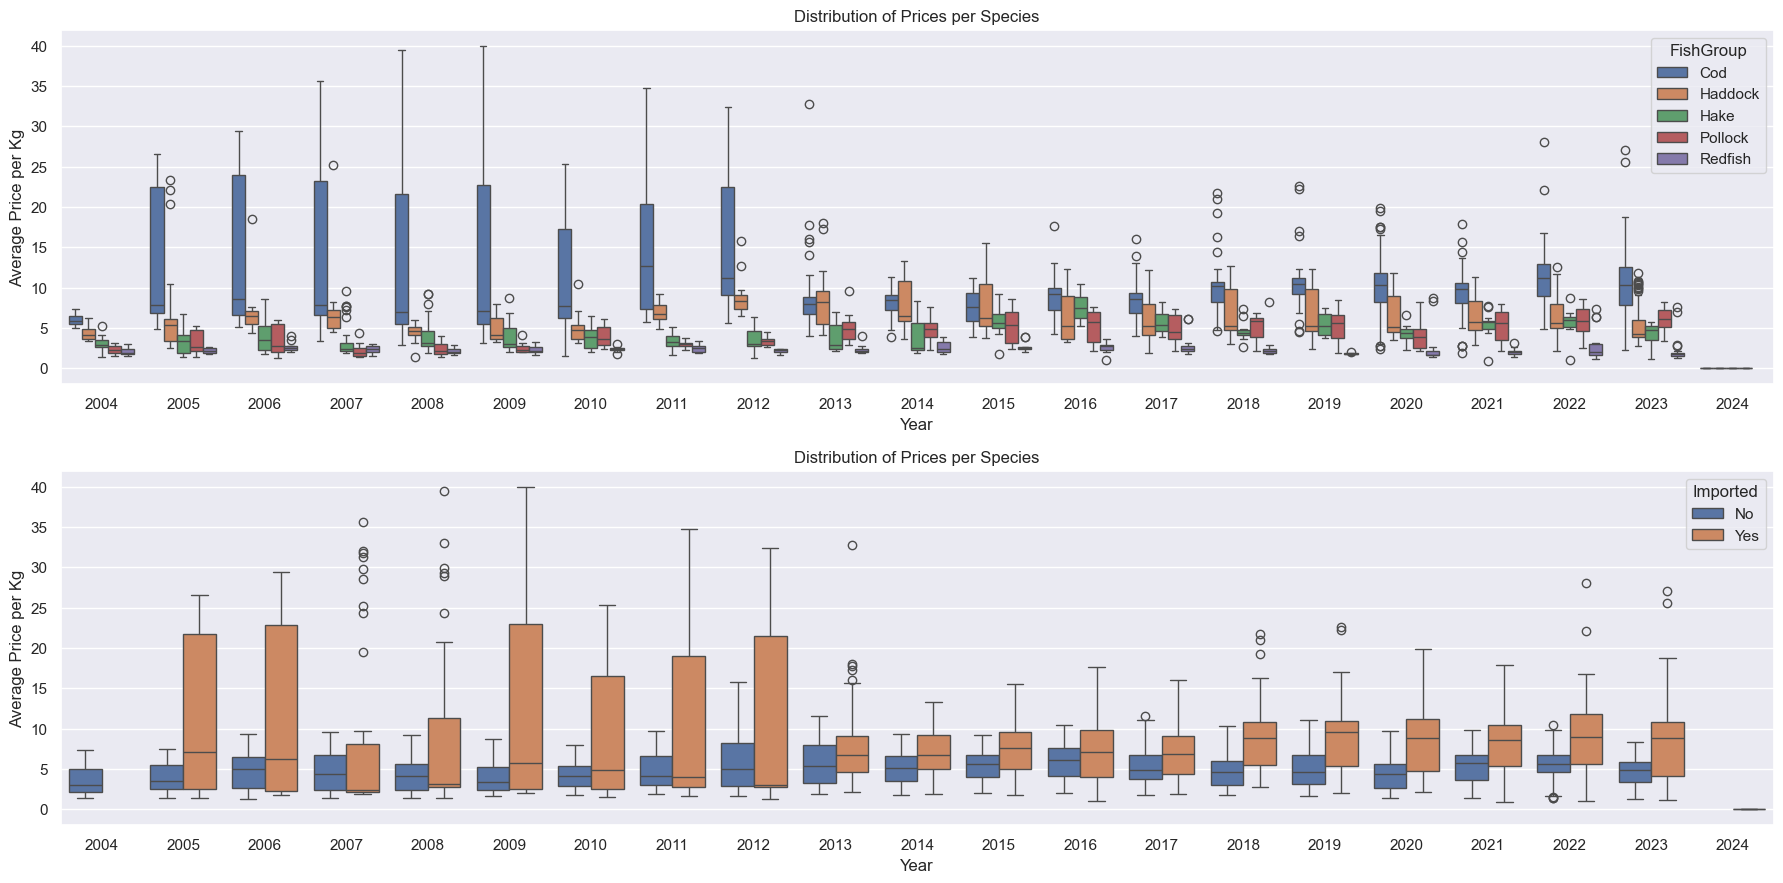 Distribution of Prices per Species
Average Price per Kg
40
35
30
25
20
15
10
5
0
FishGroup
Cod
Haddock
Hake
Pollock
Redfish
2004 2005 2006 2007 2008 2009 2010 2011 2012 2013 2014 2015 2016 2017 2018 2019 2020 2021 2022 2023 2024
Year
Distribution of Prices per Species
Average Price per Kg
40
35
30
25
20
15
10
5
0
Imported
No
Yes
2004 2005 2006 2007 2008 2009 2010 2011 2012 2013 2014 2015 2016 2017 2018 2019 2020 2021 2022 2023 2024
Year